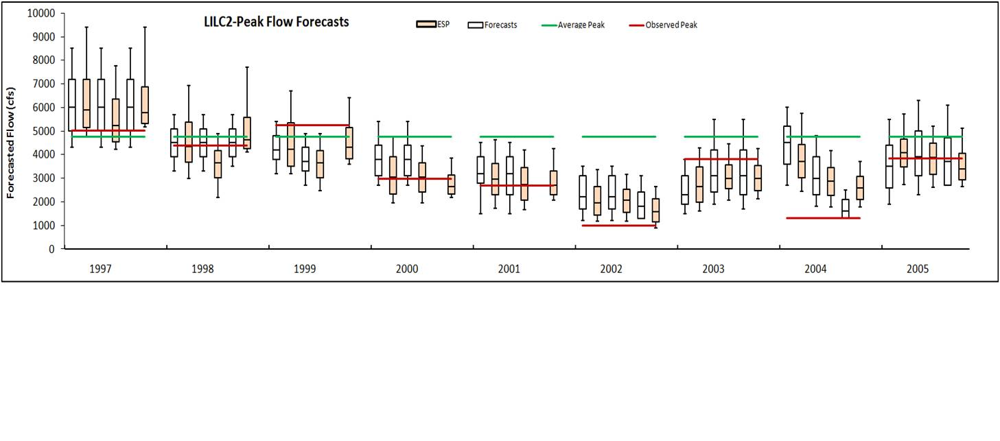 LILC2-Peak Flow Forecasts
ESP
Forecasts
Average Peak
Observed Peak
Forecasted Flow (cfs)
10000
9000
8000
7000
6000
5000
4000
3000
2000
1000
0
1997 1998 1999 2000 2001 2002 2003 2004 2005